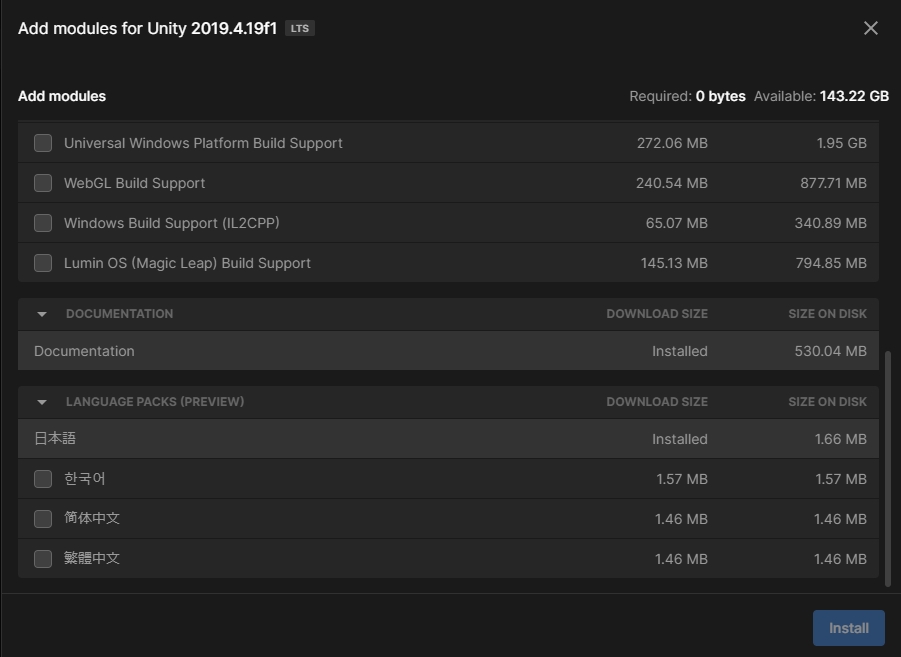 Add modules for Unity 2019.4.19f1 LTS
Add modules Required: 0 bytes Available: 143.22 GB
Universal Windows Platform Build Support 272.06 MB 1.95 GB
WebGL Build Support 240.54 MB 877.71 MB
Windows Build Support (IL2CPP) 65.07 MB 340.89 MB
Lumin OS (Magic Leap) Build Support 145.13 MB 794.85 MB
DOCUMENTATION DOWNLOAD SIZE SIZE ON DISK
Documentation Installed 530.04 MB
LANGUAGE PACKS (PREVIEW) DOWNLOAD SIZE SIZE ON DISK
日本語 Installed 1.66 MB
한국어 1.57 MB 1.57 MB
简体中文 1.46 MB 1.46 MB
繁體中文 1.46 MB 1.46 MB
Install